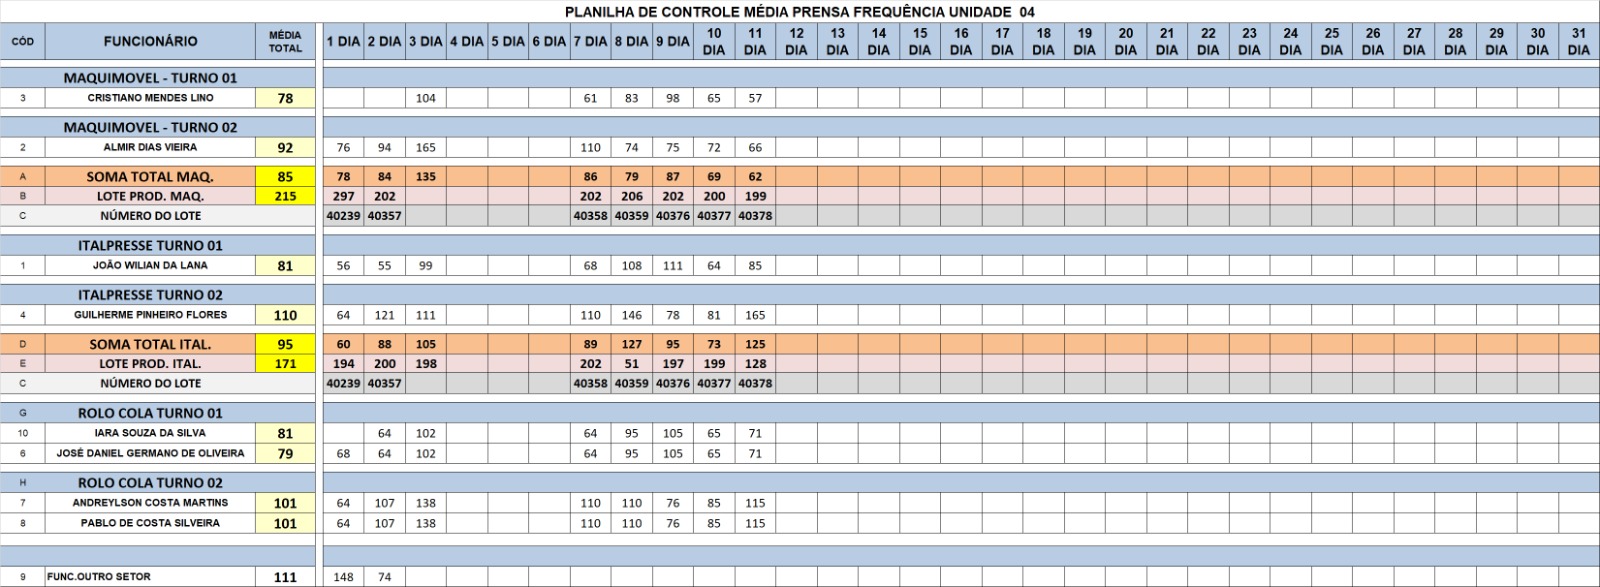 PLANILHA DE CONTROLE MÉDIA PRENSA FREQUÊNCIA UNIDADE 04
CÓD FUNCIONÁRIO MÉDIA TOTAL 1 DIA 2 DIA 3 DIA 4 DIA 5 DIA 6 DIA 7 DIA 8 DIA 9 DIA 10 DIA 11 DIA 12 DIA 13 DIA 14 DIA 15 DIA 16 DIA 17 DIA 18 DIA 19 DIA 20 DIA 21 DIA 22 DIA 23 DIA 24 DIA 25 DIA 26 DIA 27 DIA 28 DIA 29 DIA 30 DIA 31 DIA
MAQUIMOVEL - TURNO 01
3 CRISTIANO MENDES LINO 78 104 61 83 98 65 57
MAQUIMOVEL - TURNO 02
2 ALMIR DIAS VIEIRA 92 76 94 165 110 74 75 72 66
A SOMA TOTAL MAQ. 85 78 84 135 86 79 87 69 62
B LOTE PROD. MAQ. 215 297 202 202 206 202 200 199
C NÚMERO DO LOTE 40239 40357 40358 40359 40376 40377 40378
ITALPRESSE TURNO 01
1 JOÃO WILIAN DA LANA 81 56 55 99 68 108 111 64 85
ITALPRESSE TURNO 02
4 GUILHERME PINHEIRO FLORES 110 64 121 111 110 146 78 81 165
D SOMA TOTAL ITAL. 95 60 88 105 89 127 95 73 125
E LOTE PROD. ITAL. 171 194 200 198 202 51 197 199 128
C NÚMERO DO LOTE 40239 40357 40358 40359 40376 40377 40378
G ROLO COLA TURNO 01
10 IARA SOUZA DA SILVA 81 64 102 64 95 105 65 71
6 JOSÉ DANIEL GERMANO DE OLIVEIRA 79 68 64 102 64 95 105 65 71
H ROLO COLA TURNO 02
7 ANDREYLSON COSTA MARTINS 101 64 107 138 110 110 76 85 115
8 PABLO DE COSTA SILVEIRA 101 64 107 138 110 110 76 85 115
9 FUNC.OUTRO SETOR 111 148 74